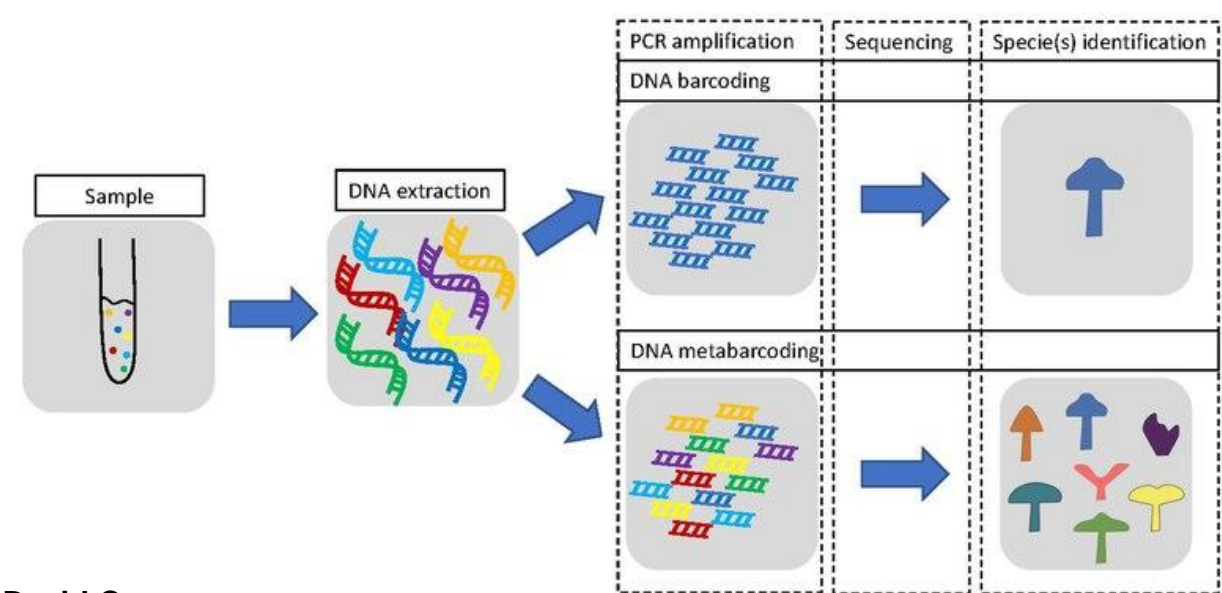 Sample
DNA extraction
PCR amplification
Sequencing
Specie(s) identification
DNA barcoding
DNA metabarcoding